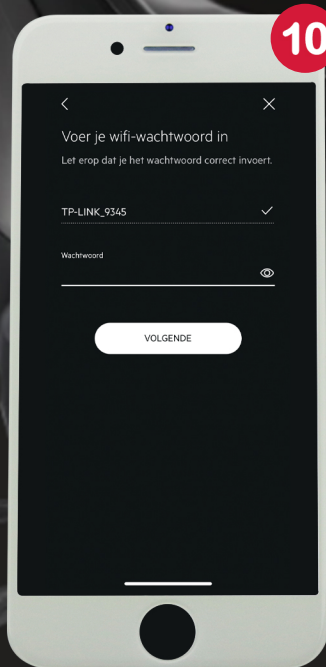 10
Voer je wifi-wachtwoord in
Let erop dat je het wachtwoord correct invoert.
TP-LINK_9345
Wachtwoord
VOLGENDE